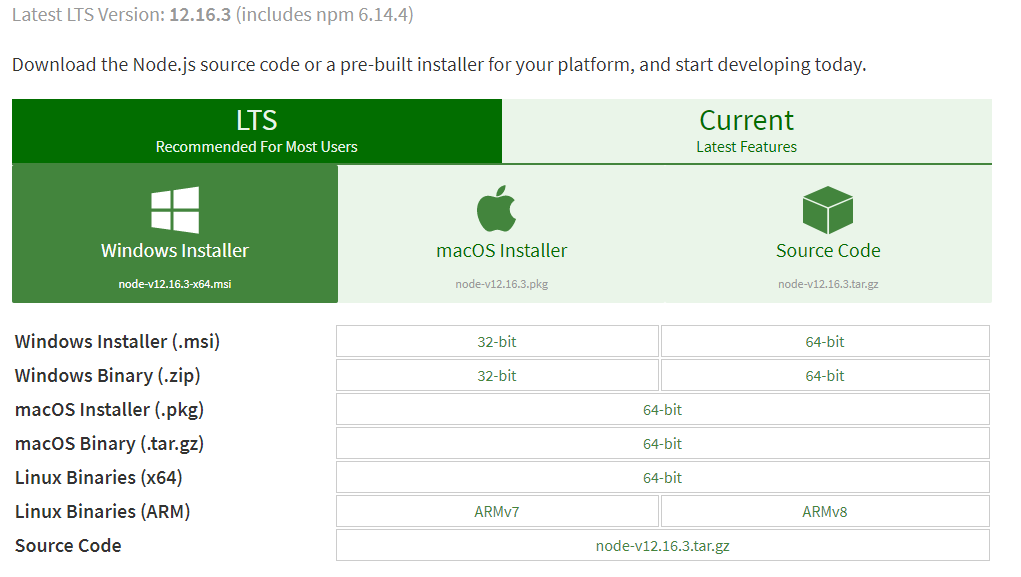 Latest LTS Version: 12.16.3 (includes npm 6.14.4)
Download the Node.js source code or a pre-built installer for your platform, and start developing today.
LTS
Recommended For Most Users
Current
Latest Features
Windows Installer
node-v12.16.3-x64.msi
macOS Installer
node-v12.16.3.pkg
Source Code
node-v12.16.3.tar.gz
Windows Installer (.msi) 32-bit 64-bit
Windows Binary (.zip) 32-bit 64-bit
macOS Installer (.pkg) 64-bit
macOS Binary (.tar.gz) 64-bit
Linux Binaries (x64) 64-bit
Linux Binaries (ARM) ARMv7 ARMv8
Source Code node-v12.16.3.tar.gz